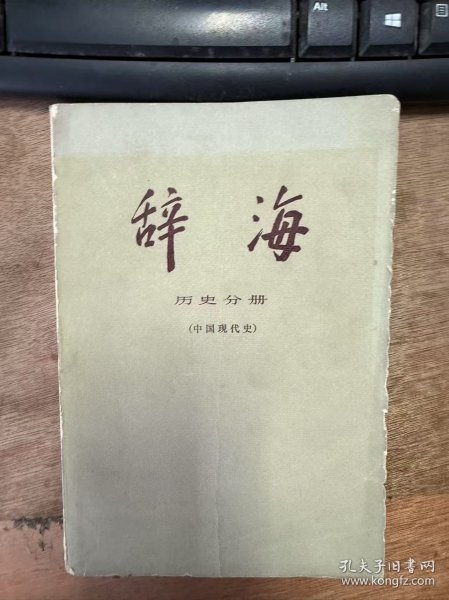 Alt
辞海
历史分册
(中国现代史)
孔夫子旧书网
www.kongfz.com